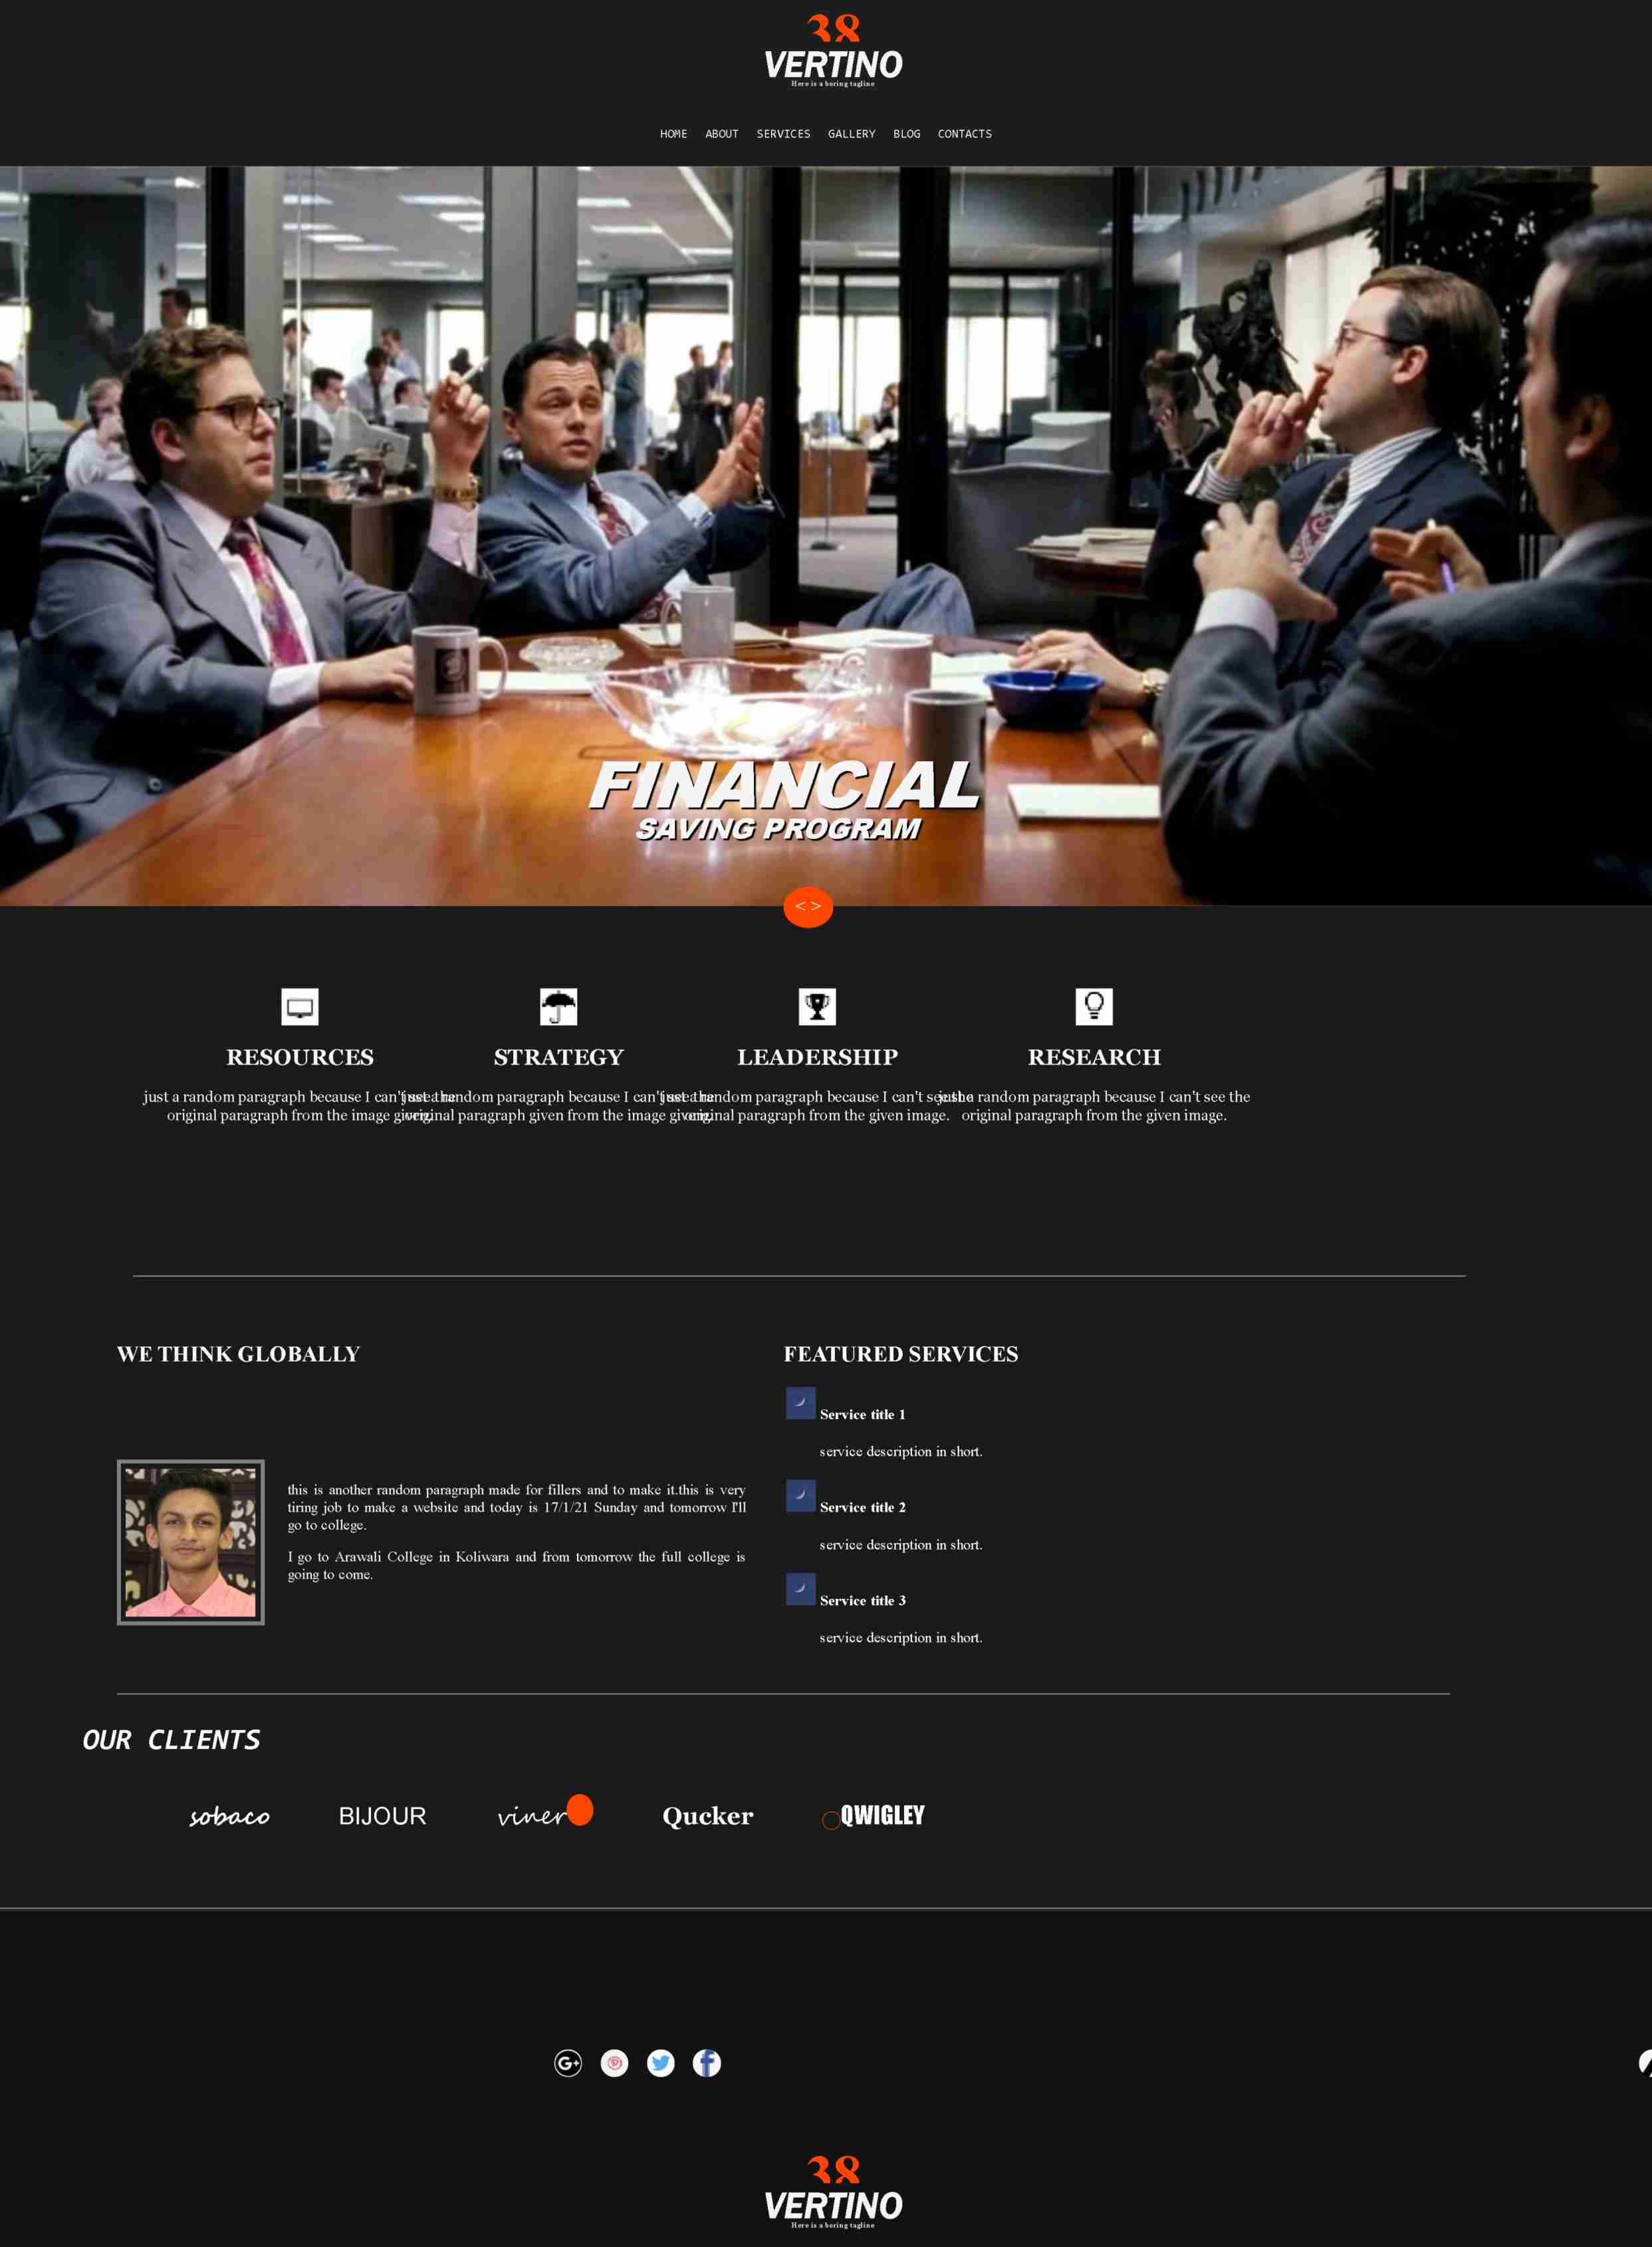 38
VERTINO
Here is a boring tagline
HOME ABOUT SERVICES GALLERY BLOG CONTACTS
FINANCIAL
SAVING PROGRAM
< >
RESOURCES
just a random paragraph because I can't see the
original paragraph from the image given.
STRATEGY
just a random paragraph because I can't see the
original paragraph given from the image given.
LEADERSHIP
just a random paragraph because I can't see the
original paragraph from the given image.
RESEARCH
just a random paragraph because I can't see the
original paragraph from the given image.
WE THINK GLOBALLY
this is another random paragraph made for fillers and to make it.this is very
tiring job to make a website and today is 17/1/21 Sunday and tomorrow I'll
go to college.
I go to Arawali College in Koliwara and from tomorrow the full college is
going to come.
FEATURED SERVICES
Service title 1
service description in short.
Service title 2
service description in short.
Service title 3
service description in short.
OUR CLIENTS
sobaco BIJOUR viner Qucker QWIGLEY
G+ f
38
VERTINO
Here is a boring tagline